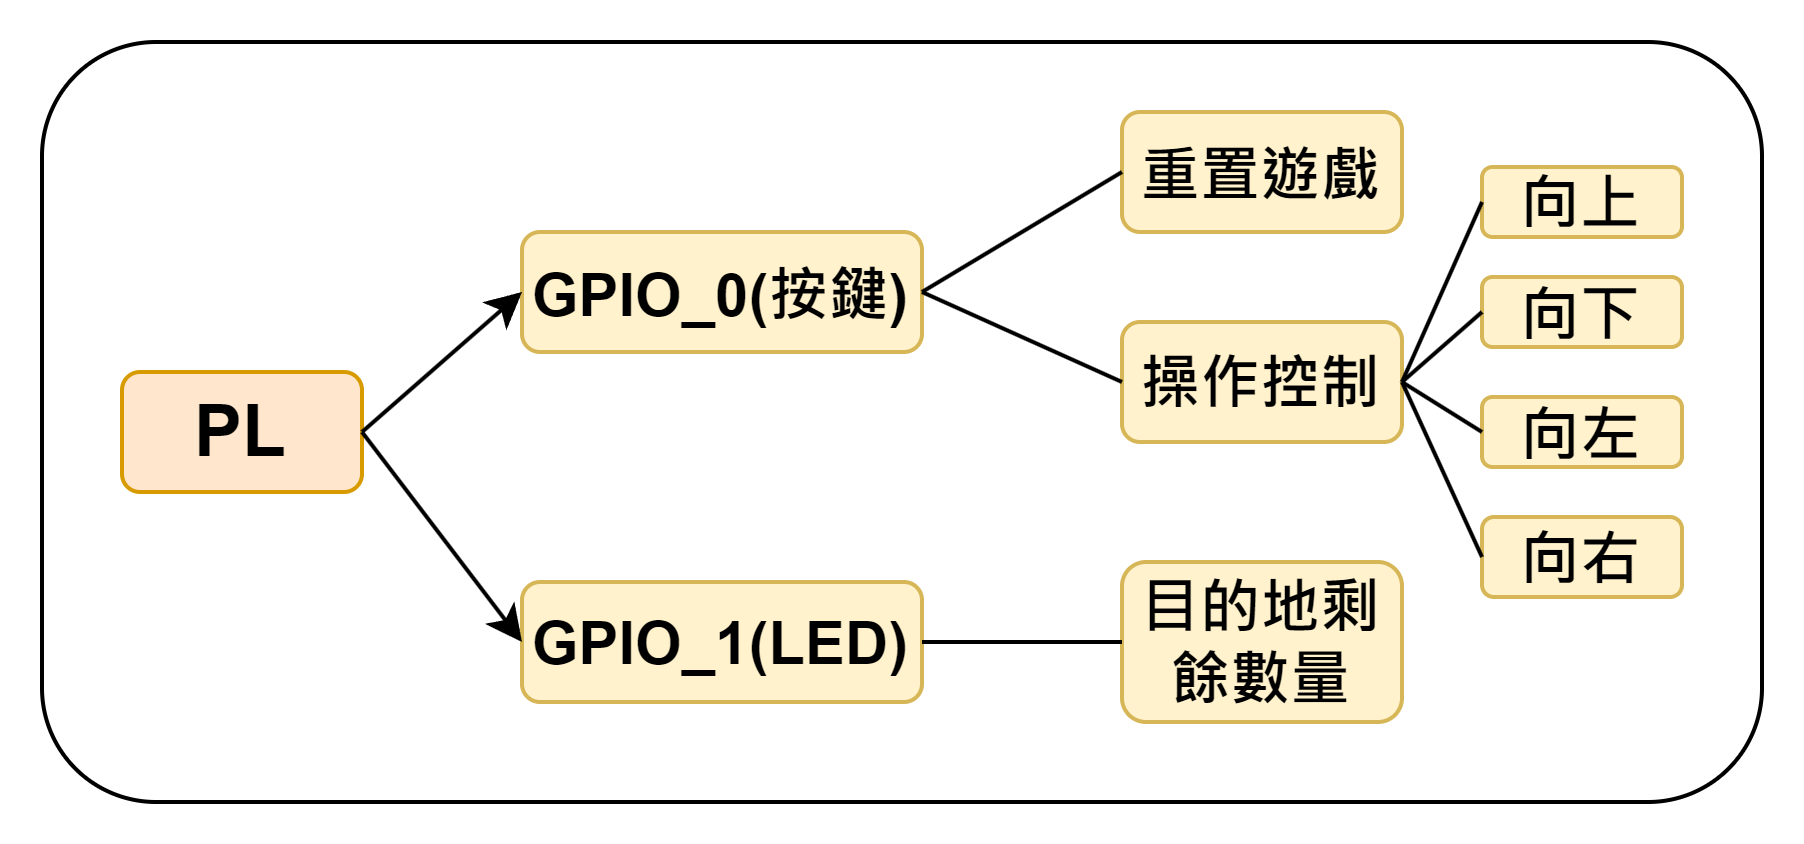 PL
GPIO_0(按鍵)
重置遊戲
操作控制
向上
向下
向左
向右
GPIO_1(LED)
目的地剩
餘數量